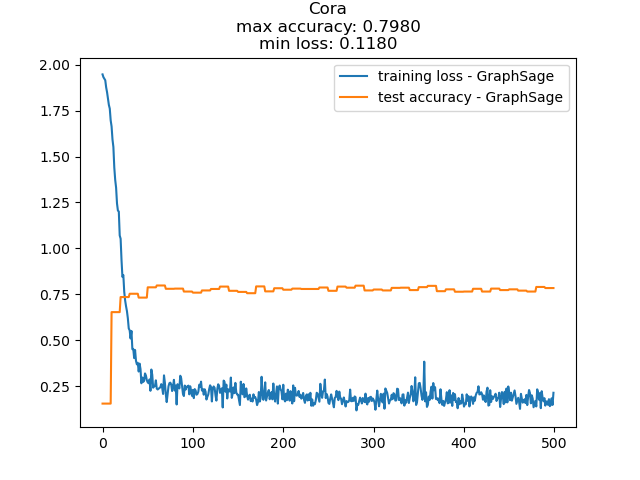 Cora
max accuracy: 0.7980
min loss: 0.1180
training loss - GraphSage
test accuracy - GraphSage
2.00
1.75
1.50
1.25
1.00
0.75
0.50
0.25
0
100
200
300
400
500